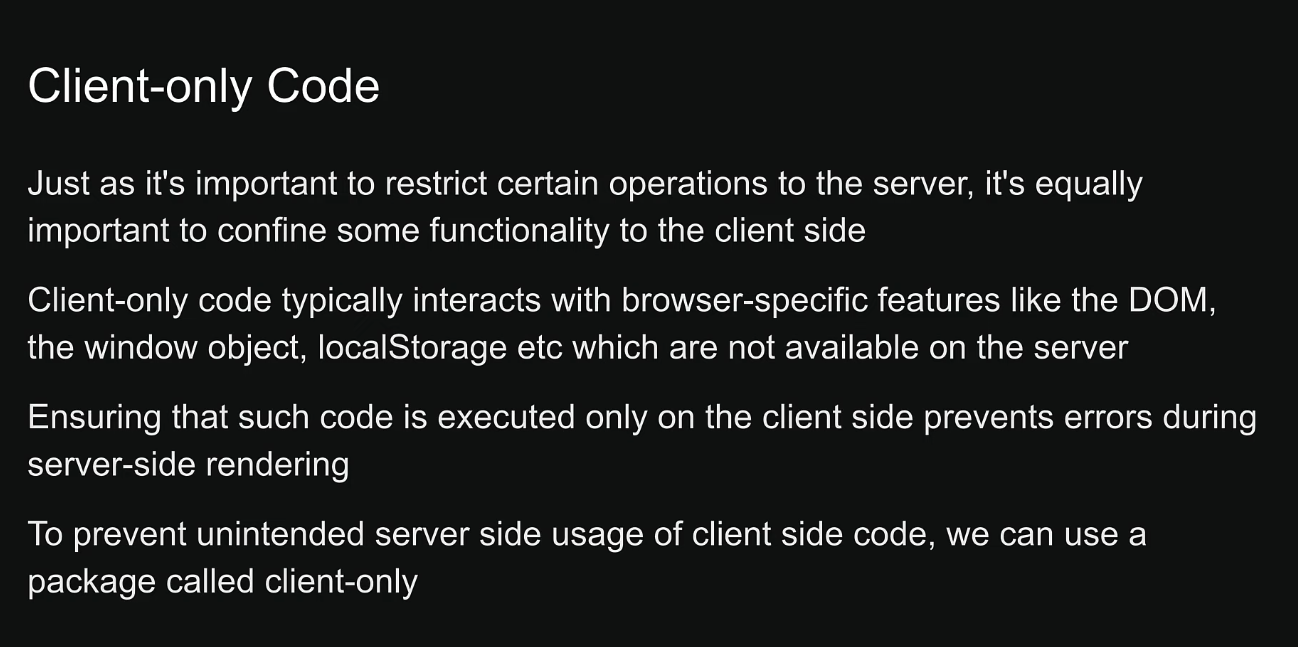 Client-only Code
Just as it's important to restrict certain operations to the server, it's equally
important to confine some functionality to the client side
Client-only code typically interacts with browser-specific features like the DOM,
the window object, localStorage etc which are not available on the server
Ensuring that such code is executed only on the client side prevents errors during
server-side rendering
To prevent unintended server side usage of client side code, we can use a
package called client-only